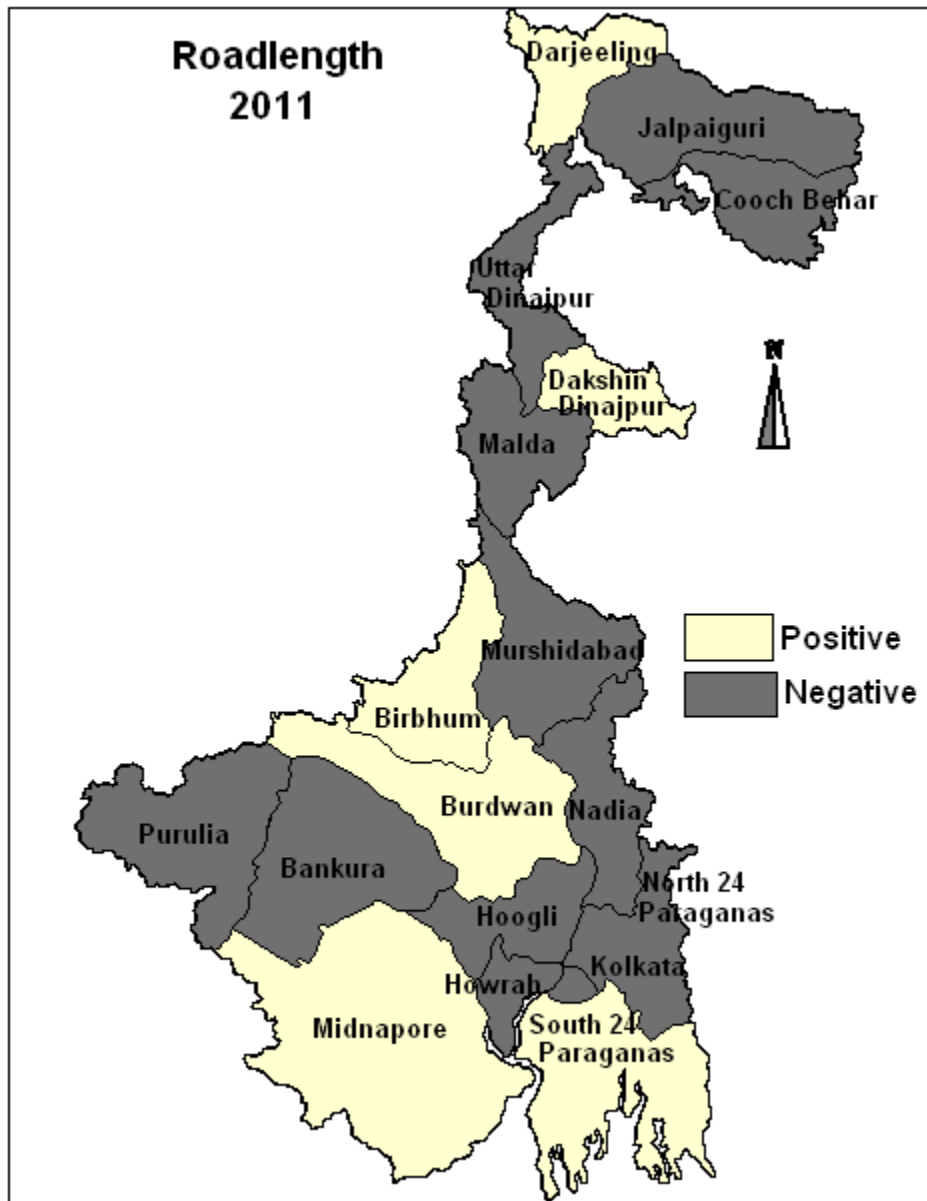 Roadlength
2011
Darjeeling
Jalpaiguri
Cooch Behar
Uttar
Dinajpur
N
Dakshin
Dinajpur
Malda
Murshidabad
Positive
Negative
Birbhum
Burdwan
Nadia
Purulia
Bankura
North 24
Paraganas
Hoogli
Kolkata
Howrah
Midnapore
South 24
Paraganas